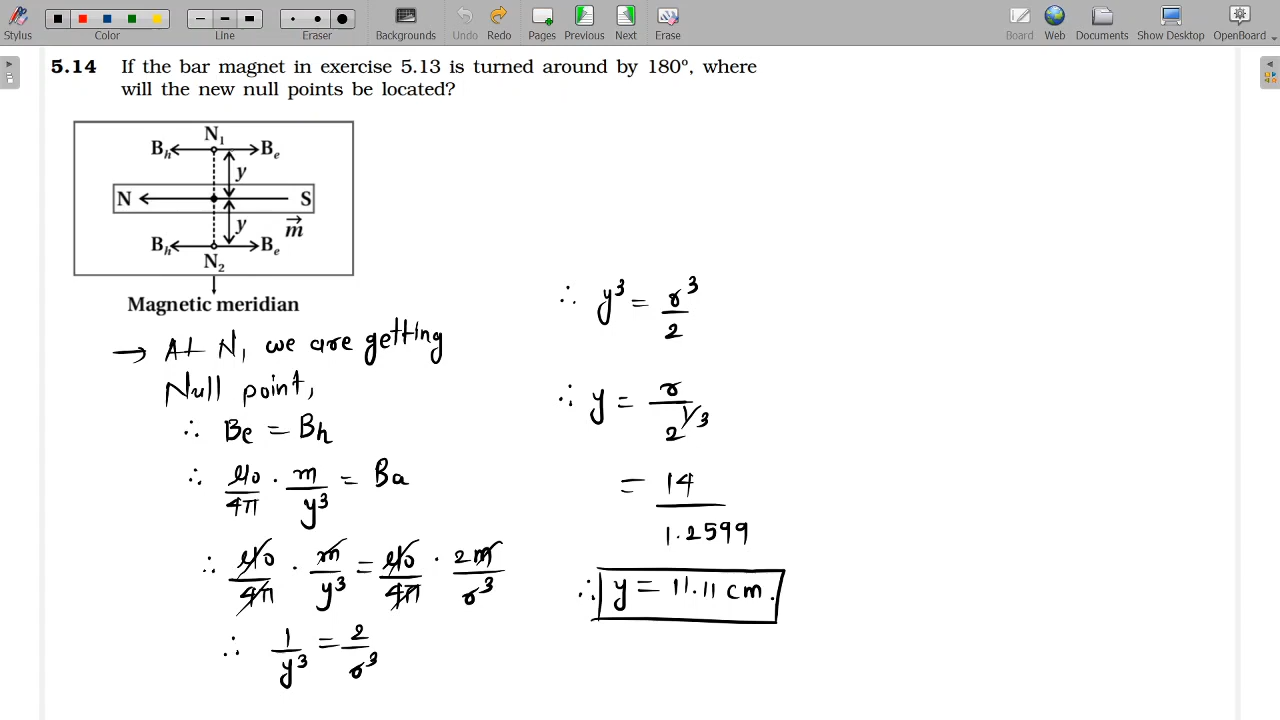 Stylus
Color
Line
Eraser
Backgrounds
Undo
Redo
Pages
Previous
Next
Erase
Board
Web
Documents
Show Desktop
OpenBoard
5.14 If the bar magnet in exercise 5.13 is turned around by 180°, where
will the new null points be located?
N₁
Bₕ Bₑ
y
N S
y
m⃗
Bₕ Bₑ
N₂
Magnetic meridian
→ At N₁ we are getting
Null point,
∴ Be = Bh
∴ μ0/4π · m/y³ = Ba
∴ μ0/4π · m/y³ = μ0/4π · 2m/r³
∴ 1/y³ = 2/r³
∴ y³ = r³/2
∴ y = r/2^1/3
= 14/1.2599
∴ y = 11.11 cm.